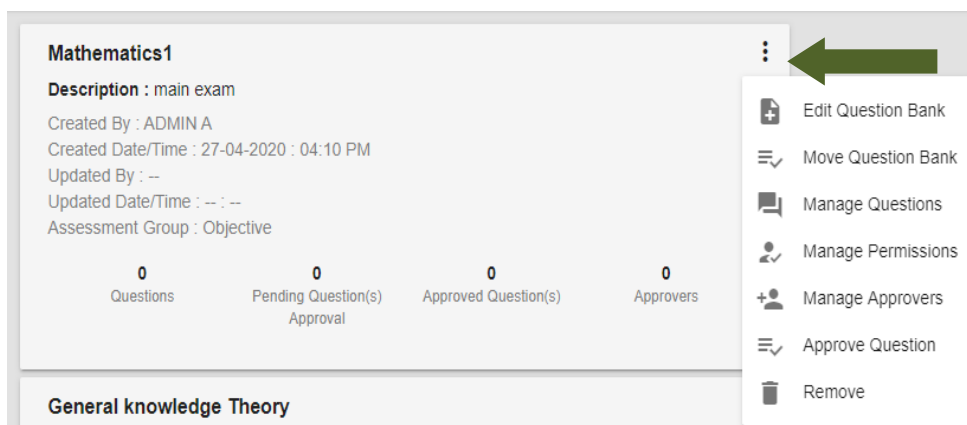 Mathematics1
Description : main exam
Created By : ADMIN A
Created Date/Time : 27-04-2020 : 04:10 PM
Updated By : --
Updated Date/Time : -- : --
Assessment Group : Objective
0 0 0 0
Questions Pending Question(s) Approved Question(s) Approvers
Approval
General knowledge Theory
Edit Question Bank
Move Question Bank
Manage Questions
Manage Permissions
Manage Approvers
Approve Question
Remove